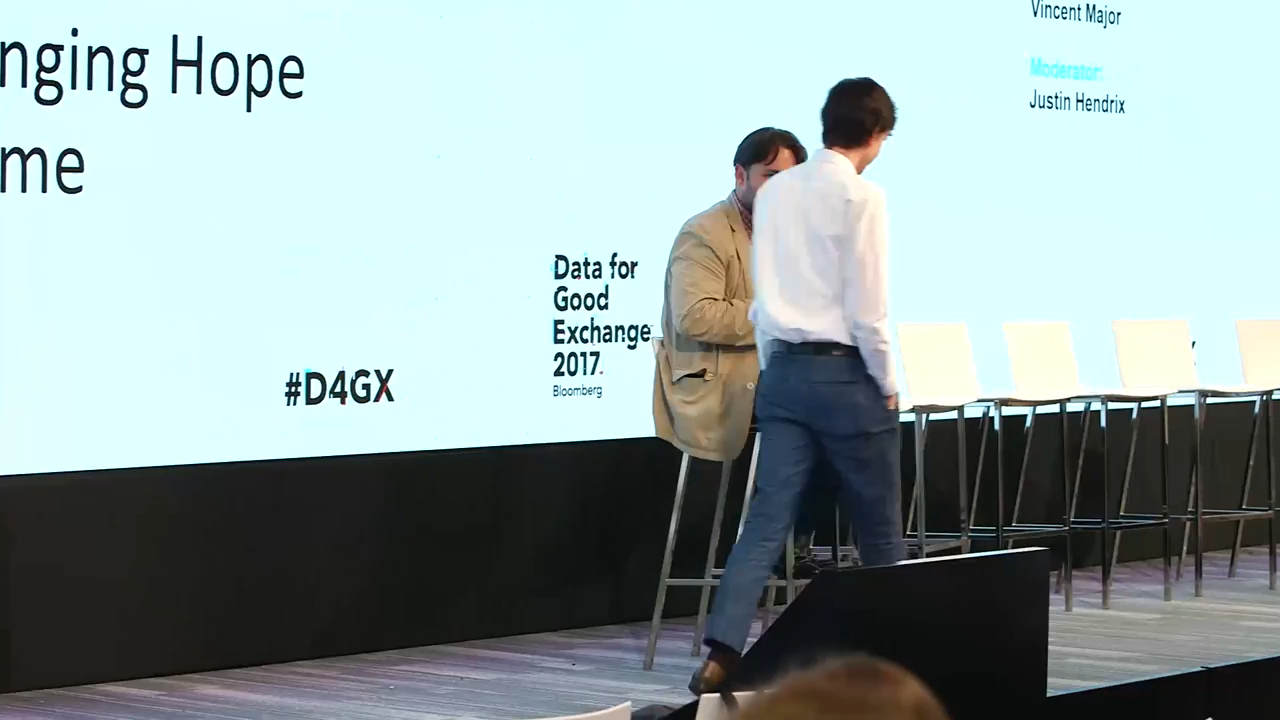 nging Hope
me
Vincent Major
Moderator:
Justin Hendrix
Data for
Good
Exchange
2017.
Bloomberg
#D4GX